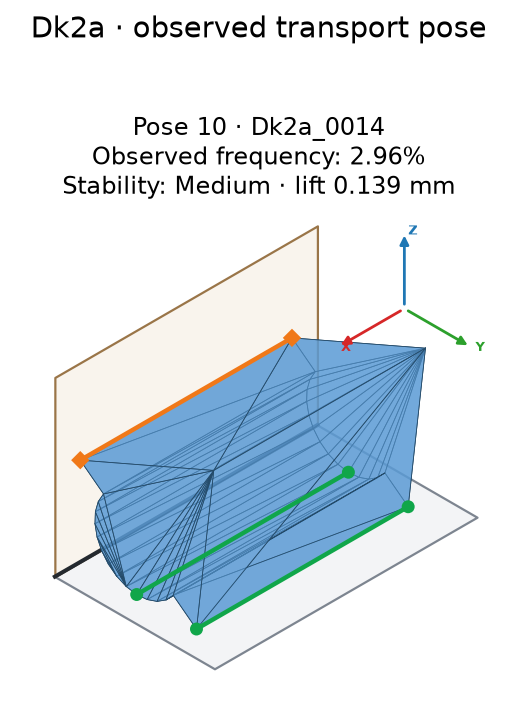 Dk2a · observed transport pose
Pose 10 · Dk2a_0014
Observed frequency: 2.96%
Stability: Medium · lift 0.139 mm
Z
X
Y